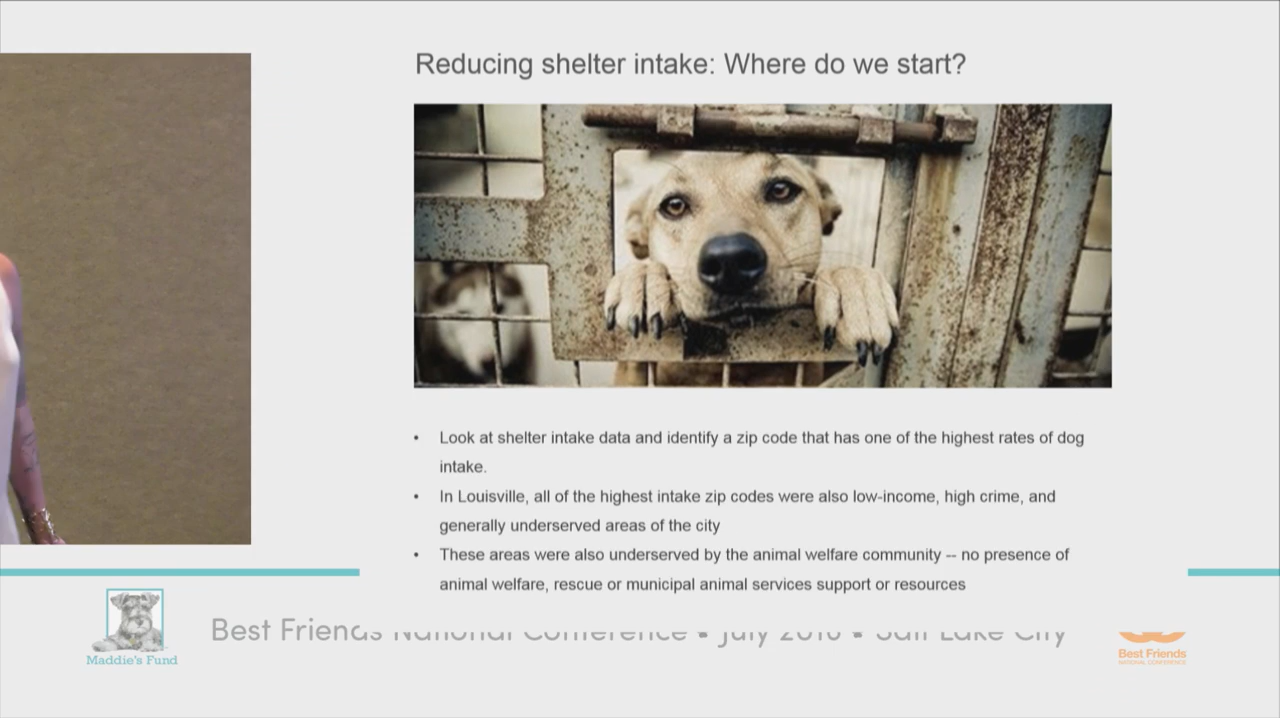 Reducing shelter intake: Where do we start?
• Look at shelter intake data and identify a zip code that has one of the highest rates of dog
intake.
• In Louisville, all of the highest intake zip codes were also low-income, high crime, and
generally underserved areas of the city
• These areas were also underserved by the animal welfare community -- no presence of
animal welfare, rescue or municipal animal services support or resources
Best Friends National Conference ▪ July 2016 ▪ Salt Lake City
Maddie's Fund
Best Friends
NATIONAL CONFERENCE